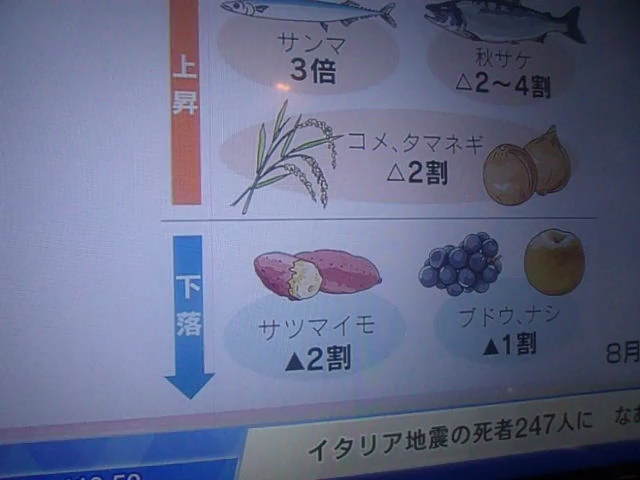 上昇
サンマ
3倍
秋サケ
△2〜4割
コメ、タマネギ
△2割
下落
サツマイモ
▲2割
ブドウ、ナシ
▲1割
8月
イタリア地震の死者247人に